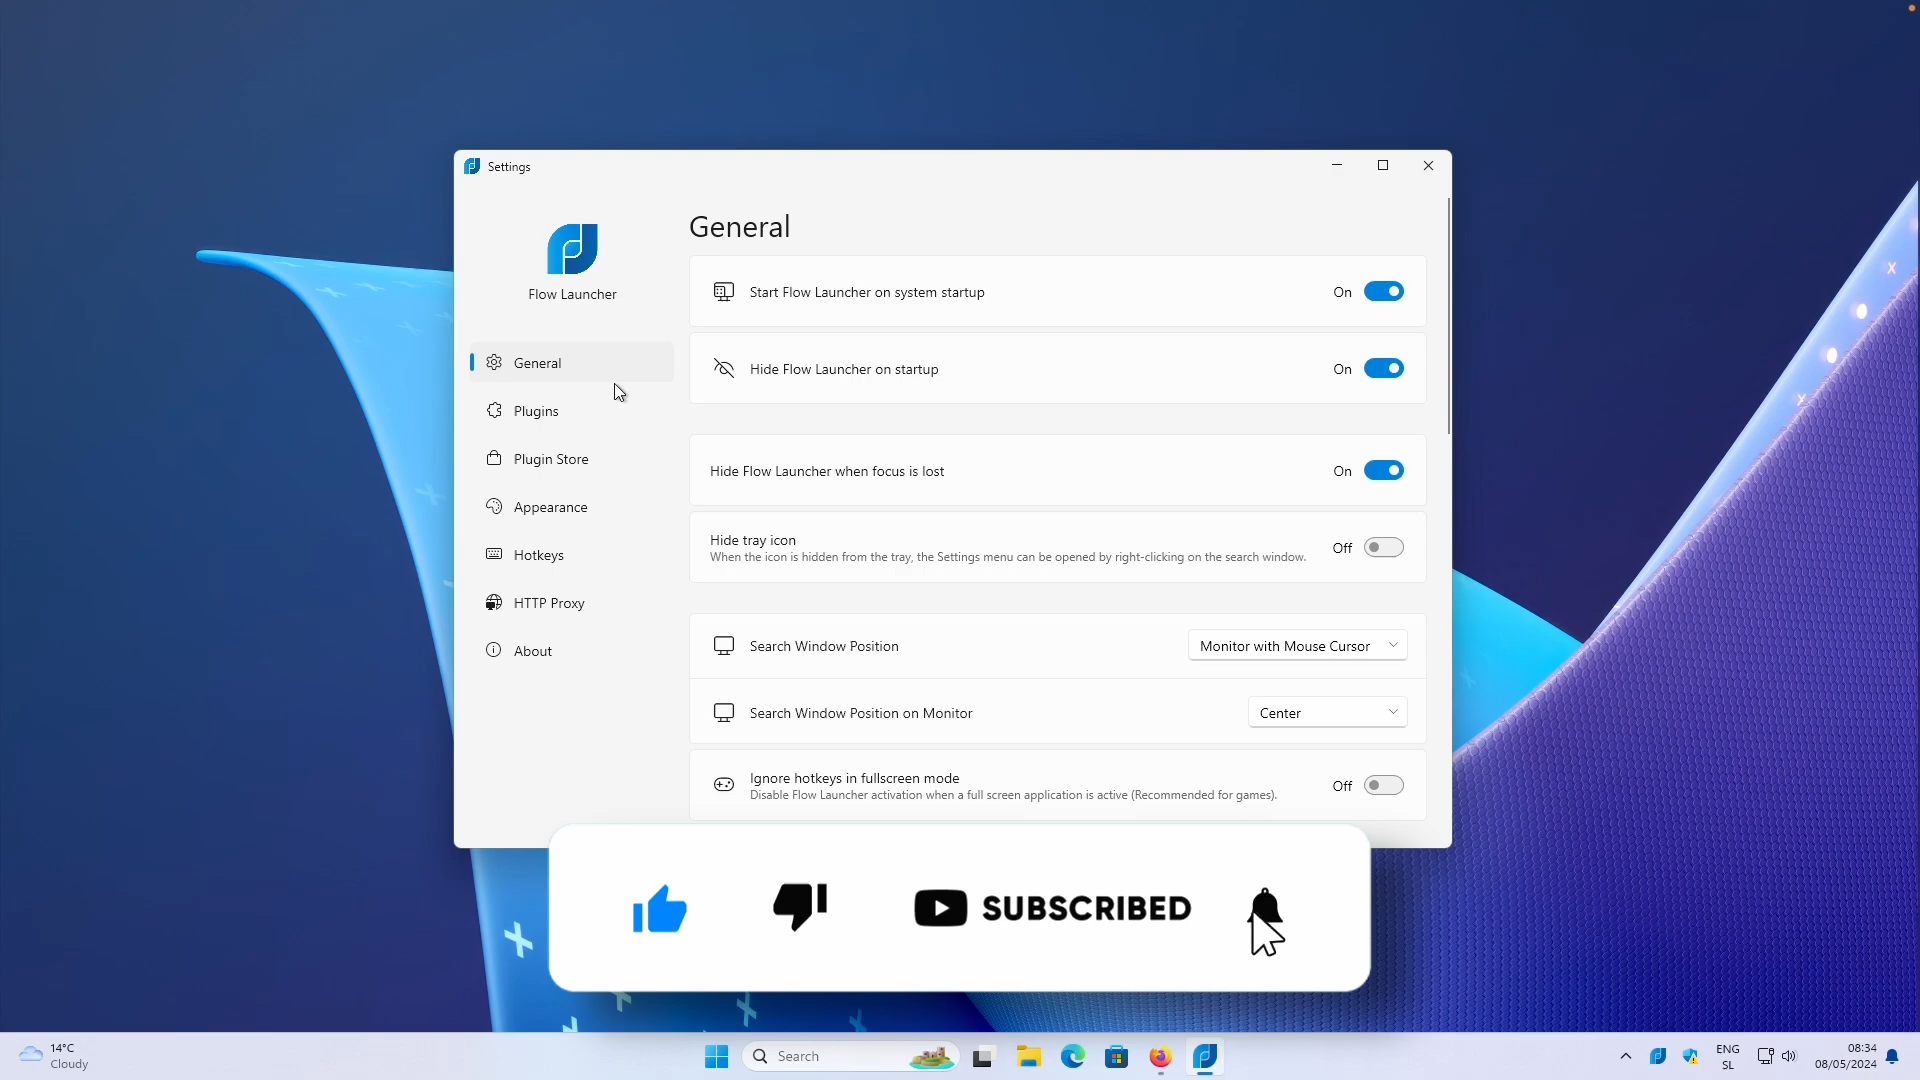 Settings
Flow Launcher
General
Plugins
Plugin Store
Appearance
Hotkeys
HTTP Proxy
About
General
Start Flow Launcher on system startup
On
Hide Flow Launcher on startup
On
Hide Flow Launcher when focus is lost
On
Hide tray icon
When the icon is hidden from the tray, the Settings menu can be opened by right-clicking on the search window.
Off
Search Window Position
Monitor with Mouse Cursor
Search Window Position on Monitor
Center
Ignore hotkeys in fullscreen mode
Disable Flow Launcher activation when a full screen application is active (Recommended for games).
Off
SUBSCRIBED
14°C
Cloudy
Search
ENG
SL
08:34
08/05/2024